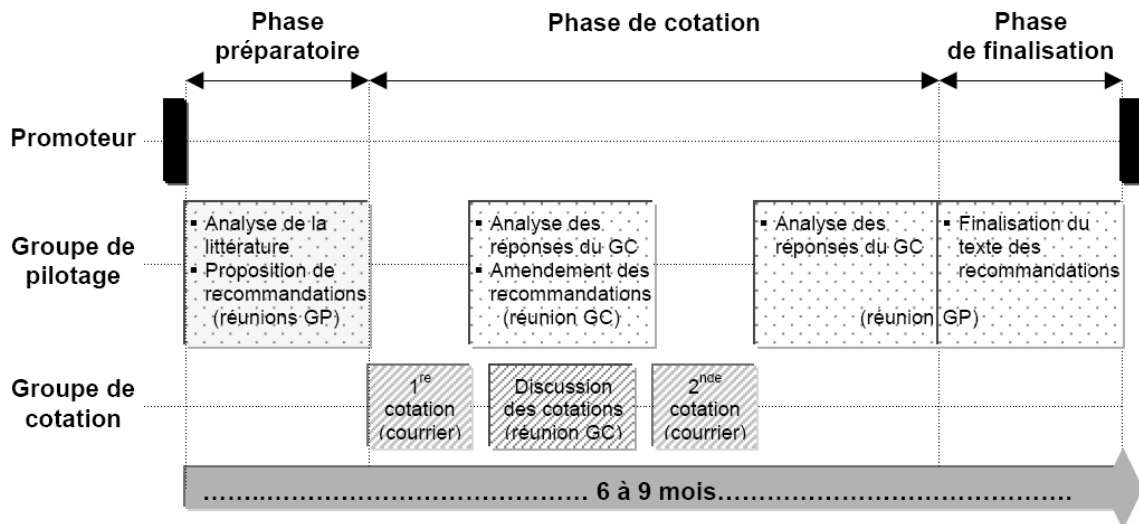 Phase
préparatoire
Phase de cotation
Phase
de finalisation
Promoteur
Groupe de
pilotage
▪ Analyse de la
littérature
▪ Proposition de
recommandations
(réunions GP)
▪ Analyse des
réponses du GC
▪ Amendement des
recommandations
(réunion GC)
▪ Analyse des
réponses du GC
▪ Finalisation du
texte des
recommandations
(réunion GP)
Groupe de
cotation
1re
cotation
(courrier)
Discussion
des cotations
(réunion GC)
2nde
cotation
(courrier)
…………………………………… 6 à 9 mois……………………………………